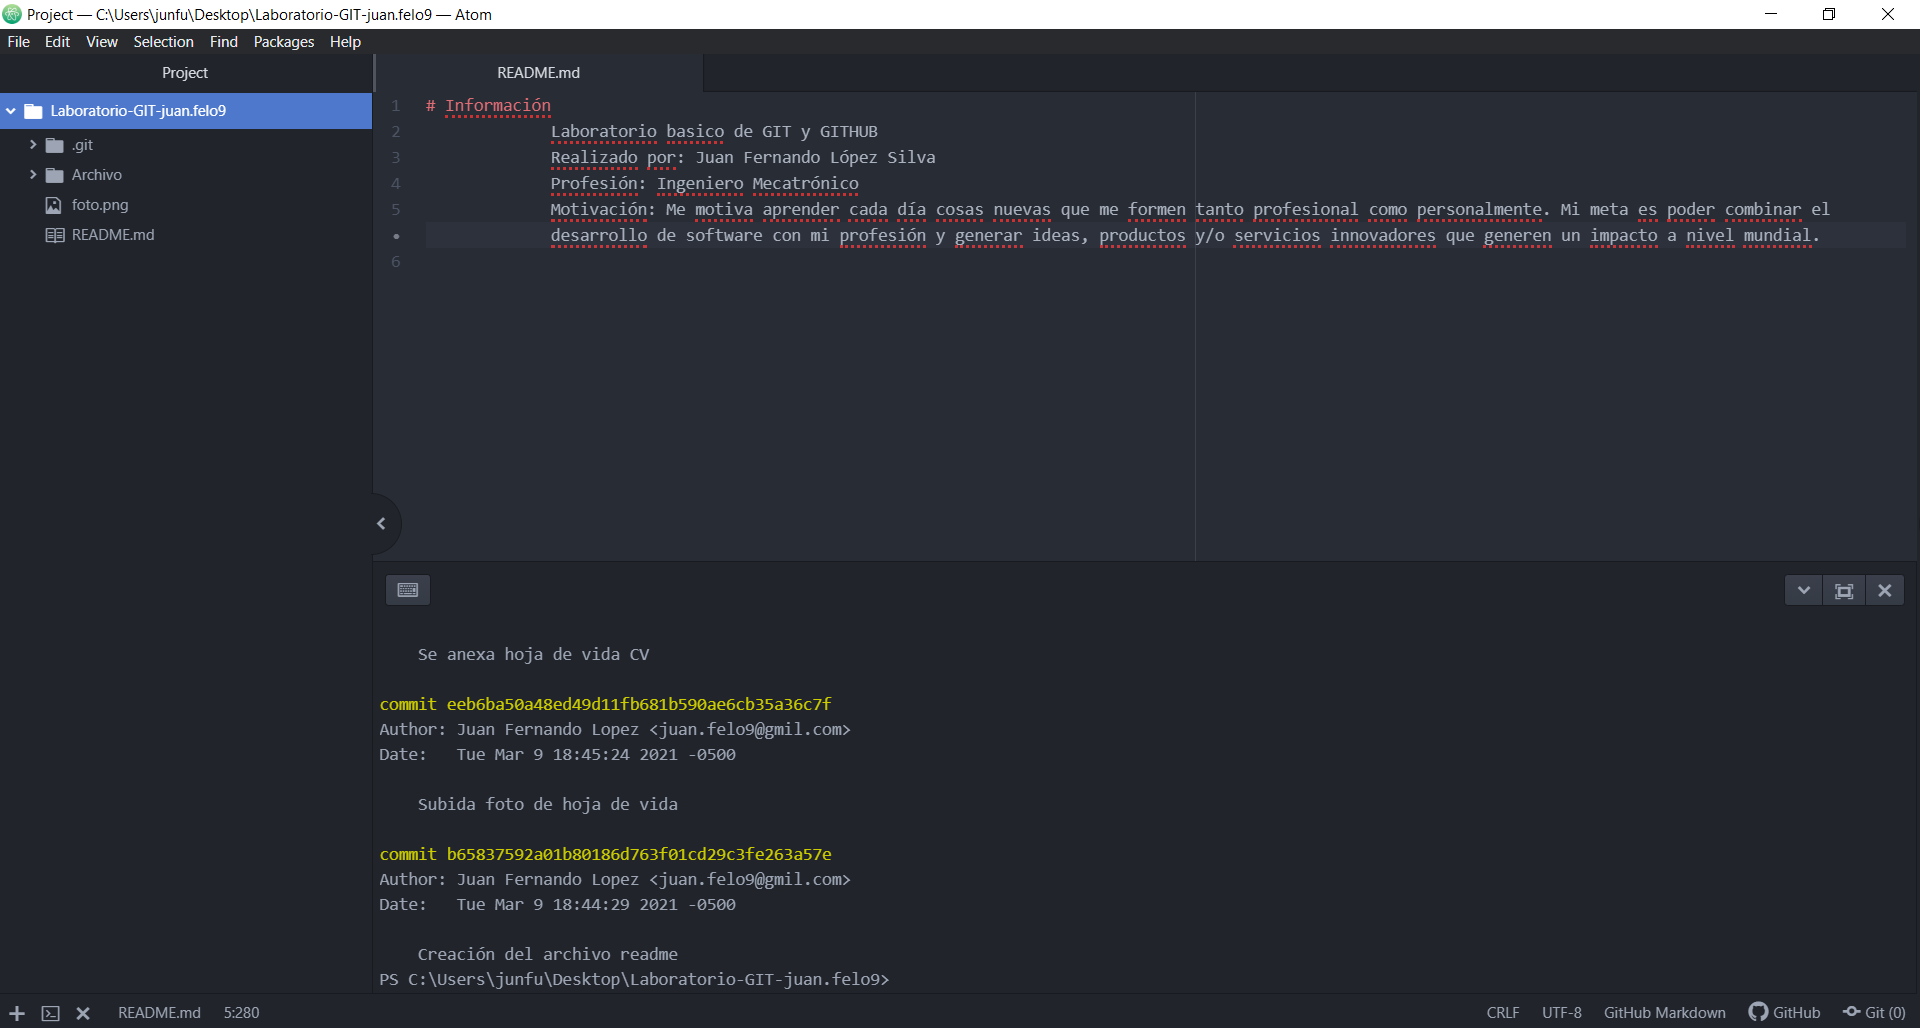 Project — C:\Users\junfu\Desktop\Laboratorio-GIT-juan.felo9 — Atom
File Edit View Selection Find Packages Help
Project
README.md
Laboratorio-GIT-juan.felo9
.git
Archivo
foto.png
README.md
1 # Información
2 Laboratorio basico de GIT y GITHUB
3 Realizado por: Juan Fernando López Silva
4 Profesión: Ingeniero Mecatrónico
5 Motivación: Me motiva aprender cada día cosas nuevas que me formen tanto profesional como personalmente. Mi meta es poder combinar el
• desarrollo de software con mi profesión y generar ideas, productos y/o servicios innovadores que generen un impacto a nivel mundial.
6
Se anexa hoja de vida CV
commit eeb6ba50a48ed49d11fb681b590ae6cb35a36c7f
Author: Juan Fernando Lopez <juan.felo9@gmil.com>
Date: Tue Mar 9 18:45:24 2021 -0500
Subida foto de hoja de vida
commit b65837592a01b80186d763f01cd29c3fe263a57e
Author: Juan Fernando Lopez <juan.felo9@gmil.com>
Date: Tue Mar 9 18:44:29 2021 -0500
Creación del archivo readme
PS C:\Users\junfu\Desktop\Laboratorio-GIT-juan.felo9>
README.md 5:280 CRLF UTF-8 GitHub Markdown GitHub Git (0)